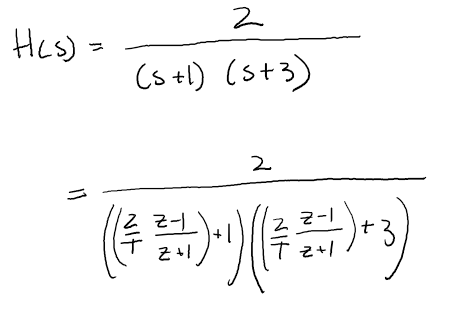 H(s) = 2 / ((s+1) (s+3))
= 2 / (((2/T (z-1)/(z+1))+1)((2/T (z-1)/(z+1))+3))